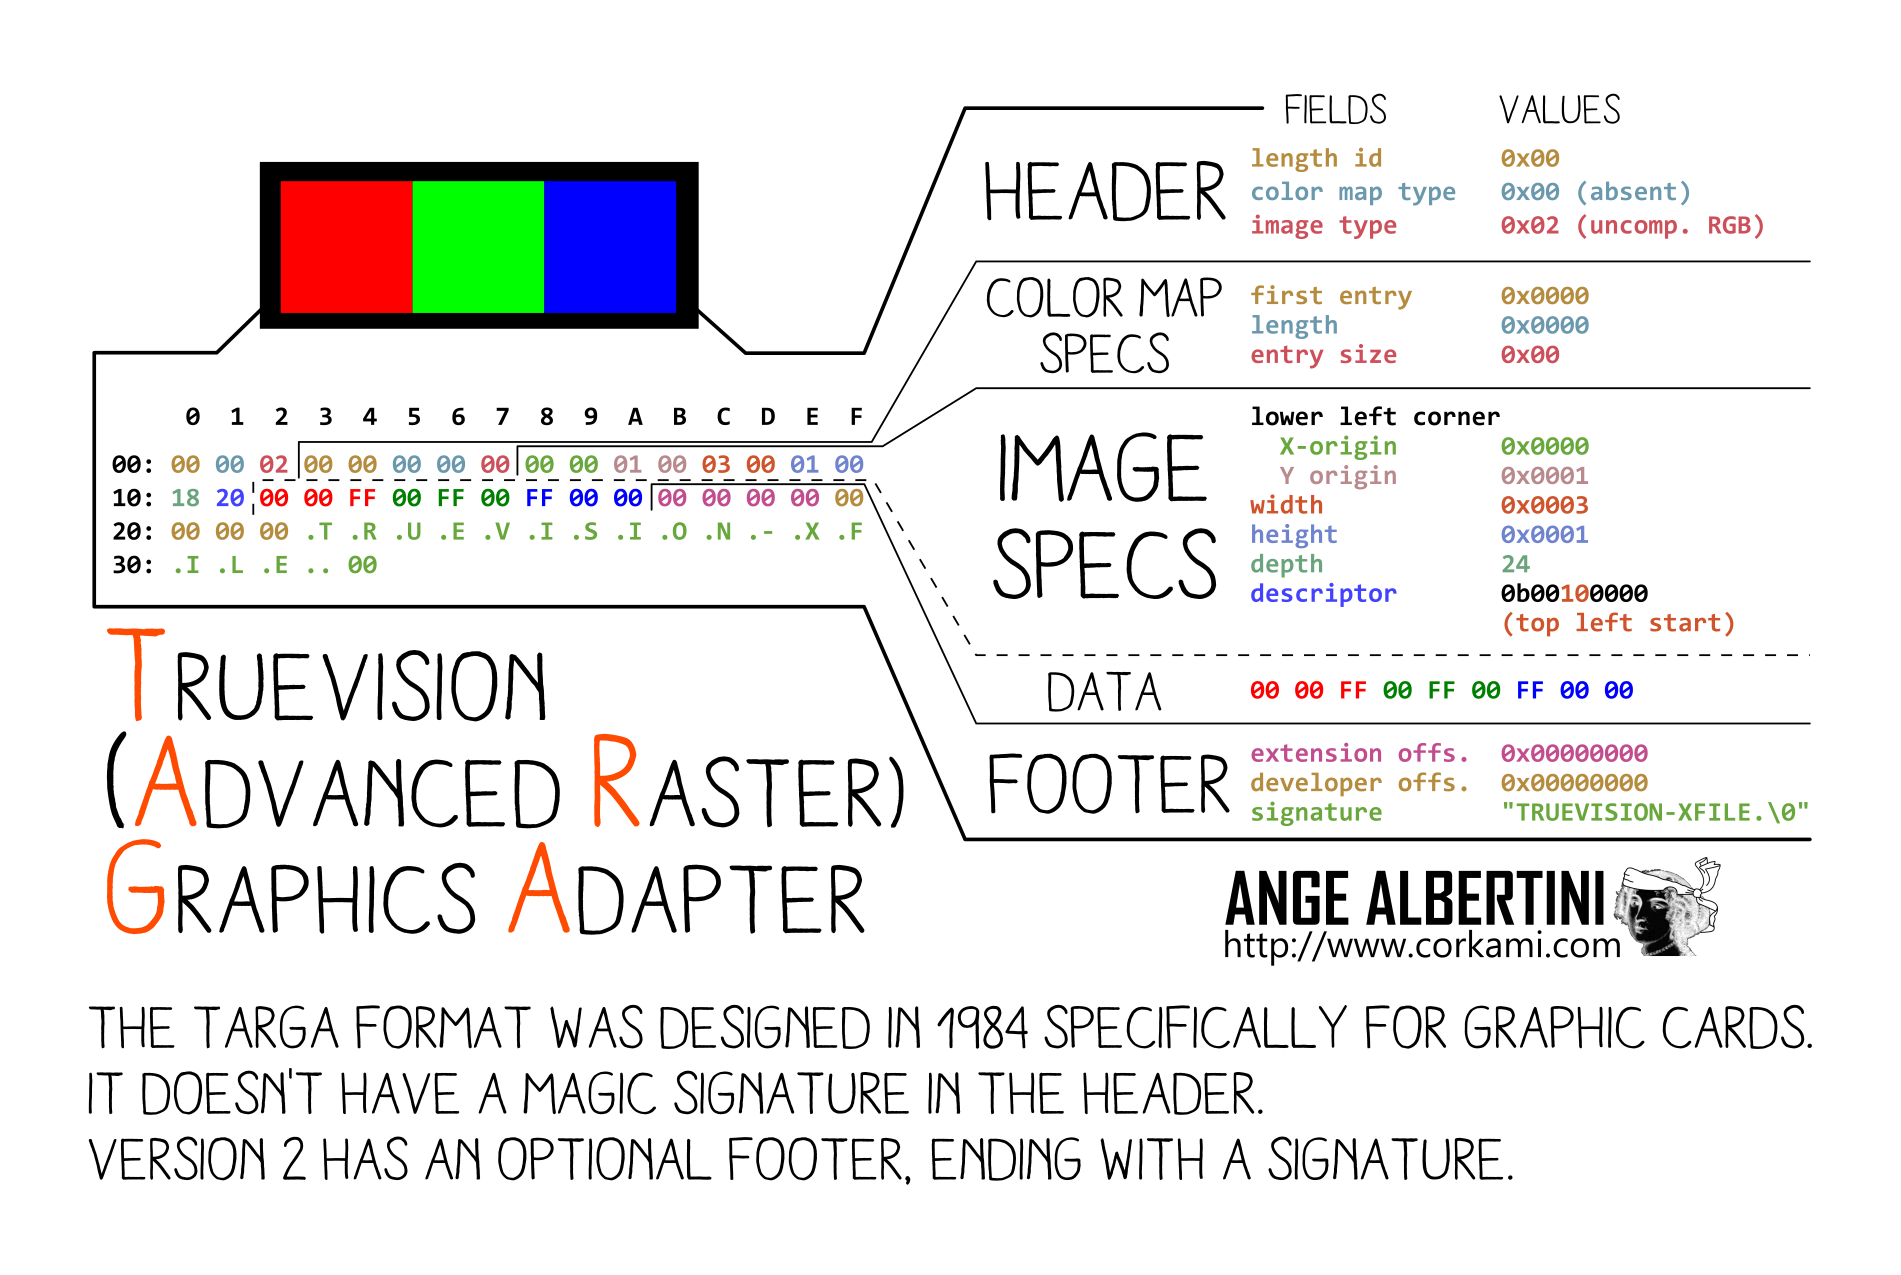 FIELDS VALUES
HEADER
length id 0x00
color map type 0x00 (absent)
image type 0x02 (uncomp. RGB)
COLOR MAP
SPECS
first entry 0x0000
length 0x0000
entry size 0x00
IMAGE
SPECS
lower left corner
X-origin 0x0000
Y origin 0x0001
width 0x0003
height 0x0001
depth 24
descriptor 0b00100000
(top left start)
DATA
00 00 FF 00 FF 00 FF 00 00
FOOTER
extension offs. 0x00000000
developer offs. 0x00000000
signature "TRUEVISION-XFILE.\0"
0 1 2 3 4 5 6 7 8 9 A B C D E F
00: 00 00 02 00 00 00 00 00 00 00 01 00 03 00 01 00
10: 18 20 00 00 FF 00 FF 00 FF 00 00 00 00 00 00 00
20: 00 00 00 .T .R .U .E .V .I .S .I .O .N .- .X .F
30: .I .L .E .. 00
TRUEVISION
(ADVANCED RASTER)
GRAPHICS ADAPTER
ANGE ALBERTINI
http://www.corkami.com
THE TARGA FORMAT WAS DESIGNED IN 1984 SPECIFICALLY FOR GRAPHIC CARDS.
IT DOESN'T HAVE A MAGIC SIGNATURE IN THE HEADER.
VERSION 2 HAS AN OPTIONAL FOOTER, ENDING WITH A SIGNATURE.